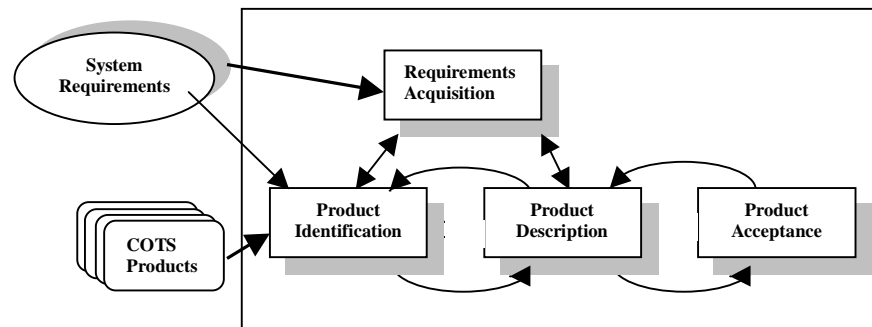 System
Requirements
Requirements
Acquisition
Product
Identification
Product
Description
Product
Acceptance
COTS
Products